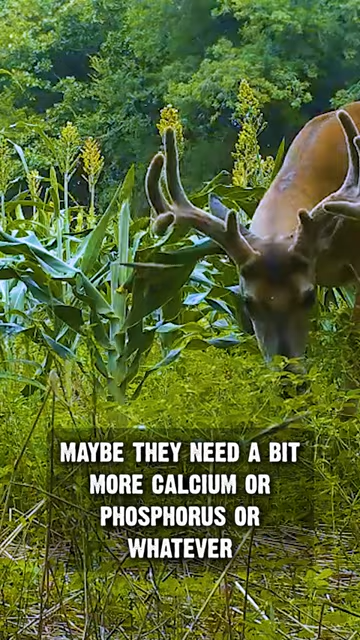 MAYBE THEY NEED A BIT
MORE CALCIUM OR
PHOSPHORUS OR
WHATEVER